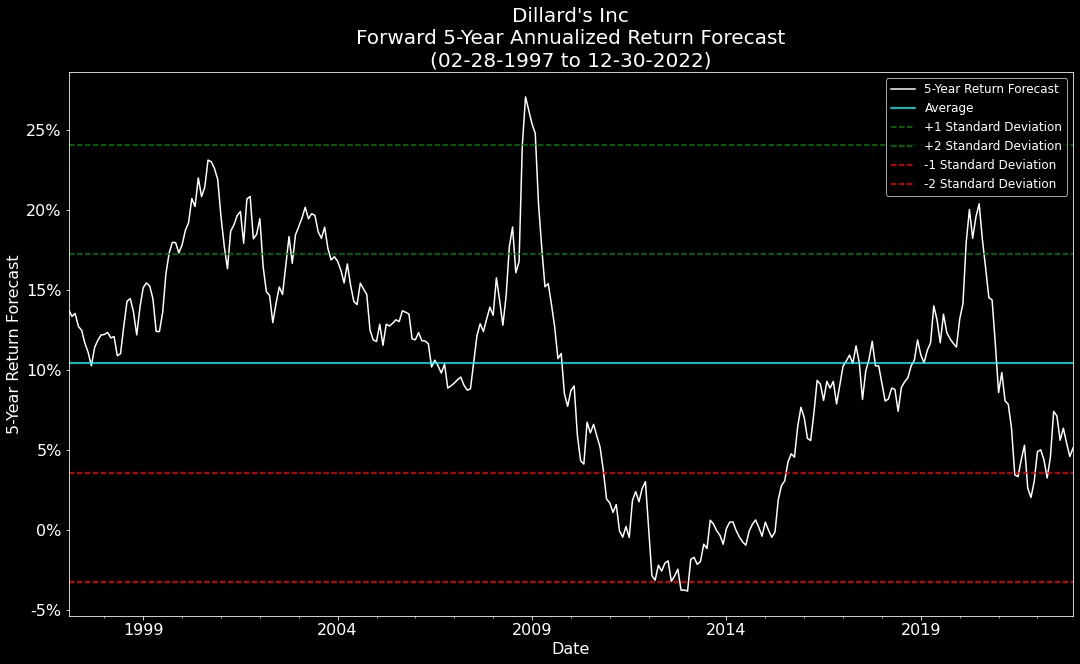 Dillard's Inc
Forward 5-Year Annualized Return Forecast
(02-28-1997 to 12-30-2022)
5-Year Return Forecast
Average
+1 Standard Deviation
+2 Standard Deviation
-1 Standard Deviation
-2 Standard Deviation
5-Year Return Forecast
25%
20%
15%
10%
5%
0%
-5%
1999 2004 2009 2014 2019
Date